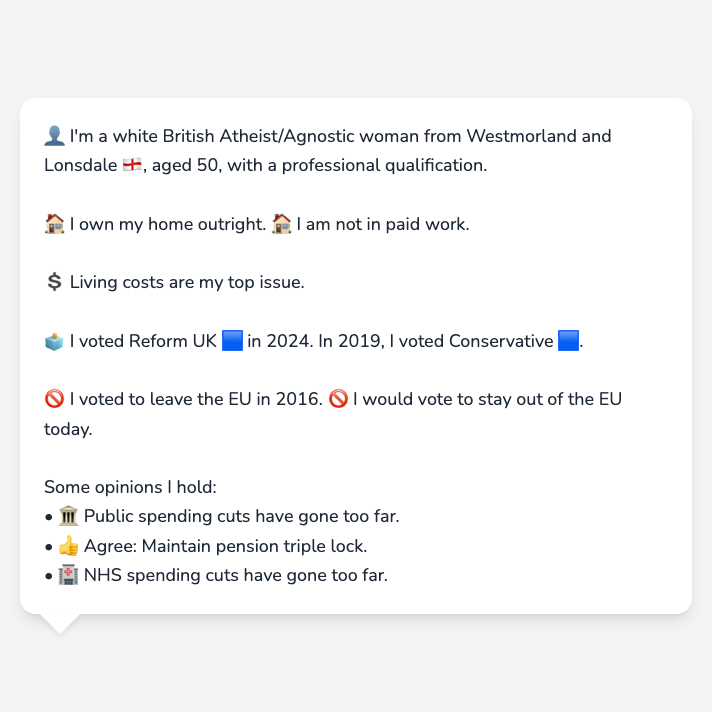 👤 I'm a white British Atheist/Agnostic woman from Westmorland and
Lonsdale 🏴󠁧󠁢󠁥󠁮󠁧󠁿, aged 50, with a professional qualification.
🏠 I own my home outright. 🏠 I am not in paid work.
💲 Living costs are my top issue.
🗳️ I voted Reform UK 🟦 in 2024. In 2019, I voted Conservative 🟦.
🚫 I voted to leave the EU in 2016. 🚫 I would vote to stay out of the EU
today.
Some opinions I hold:
• 🏛️ Public spending cuts have gone too far.
• 👍 Agree: Maintain pension triple lock.
• 🏥 NHS spending cuts have gone too far.